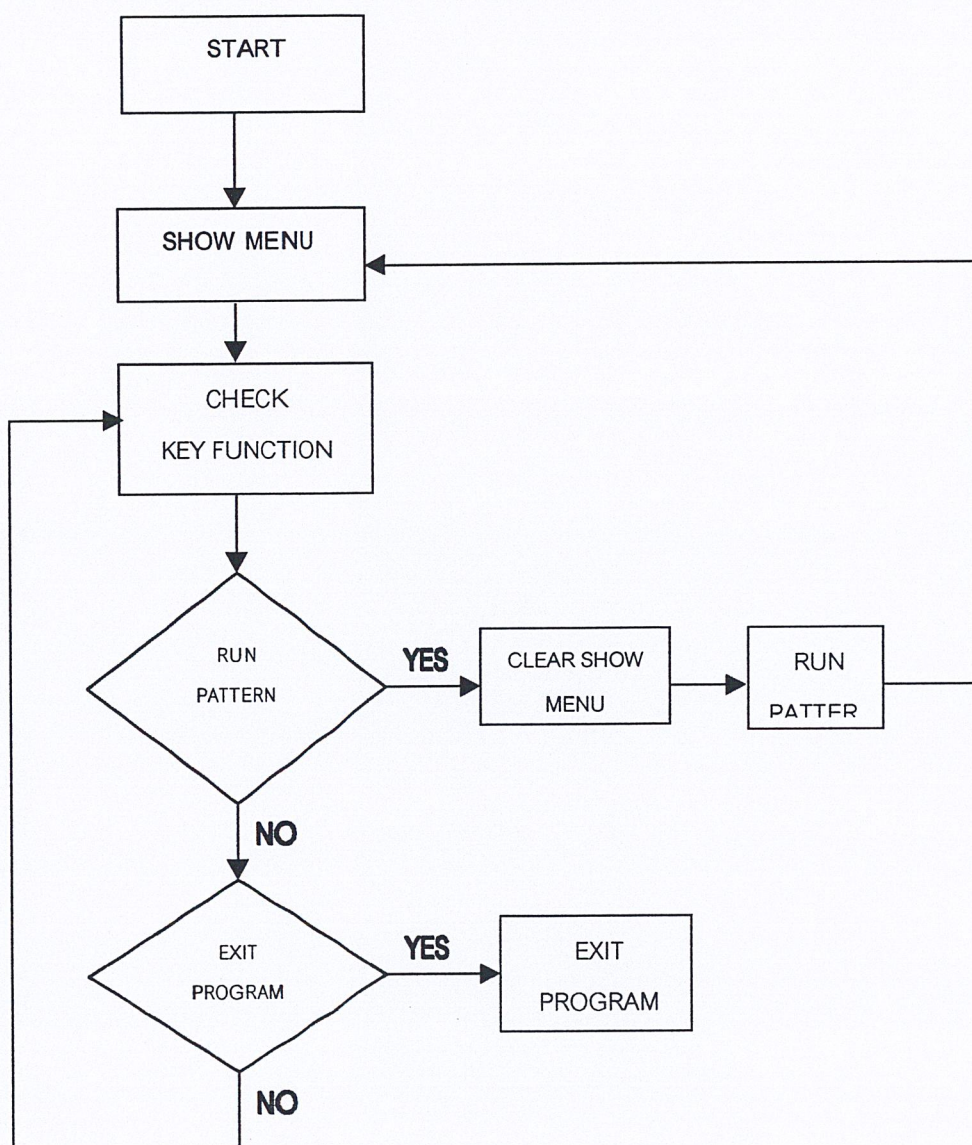 START
SHOW MENU
CHECK
KEY FUNCTION
RUN
PATTERN
YES
CLEAR SHOW
MENU
RUN
PATTER
NO
EXIT
PROGRAM
YES
EXIT
PROGRAM
NO